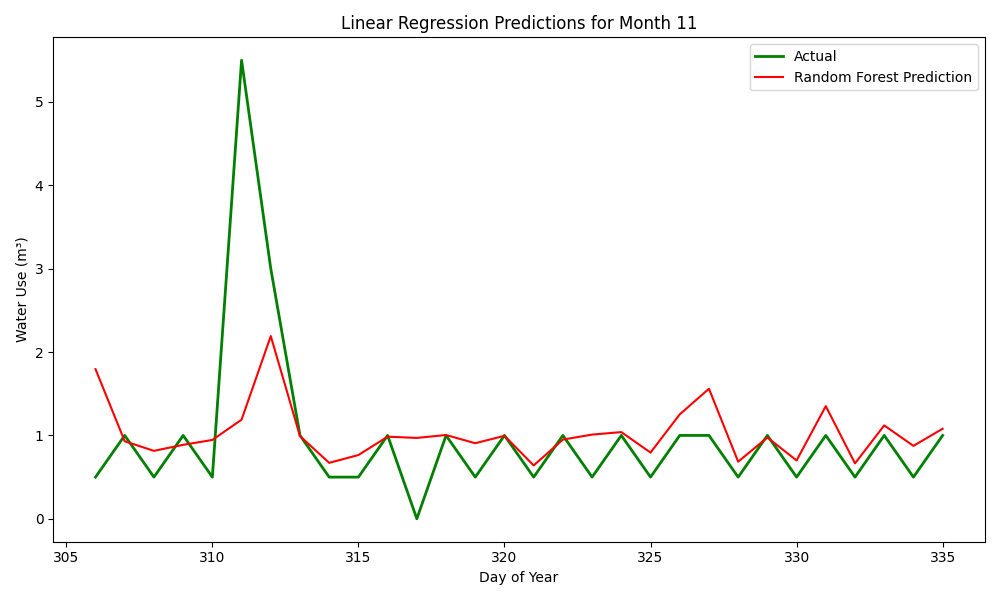 Linear Regression Predictions for Month 11
Actual
Random Forest Prediction
Water Use (m³)
5
4
3
2
1
0
305 310 315 320 325 330 335
Day of Year